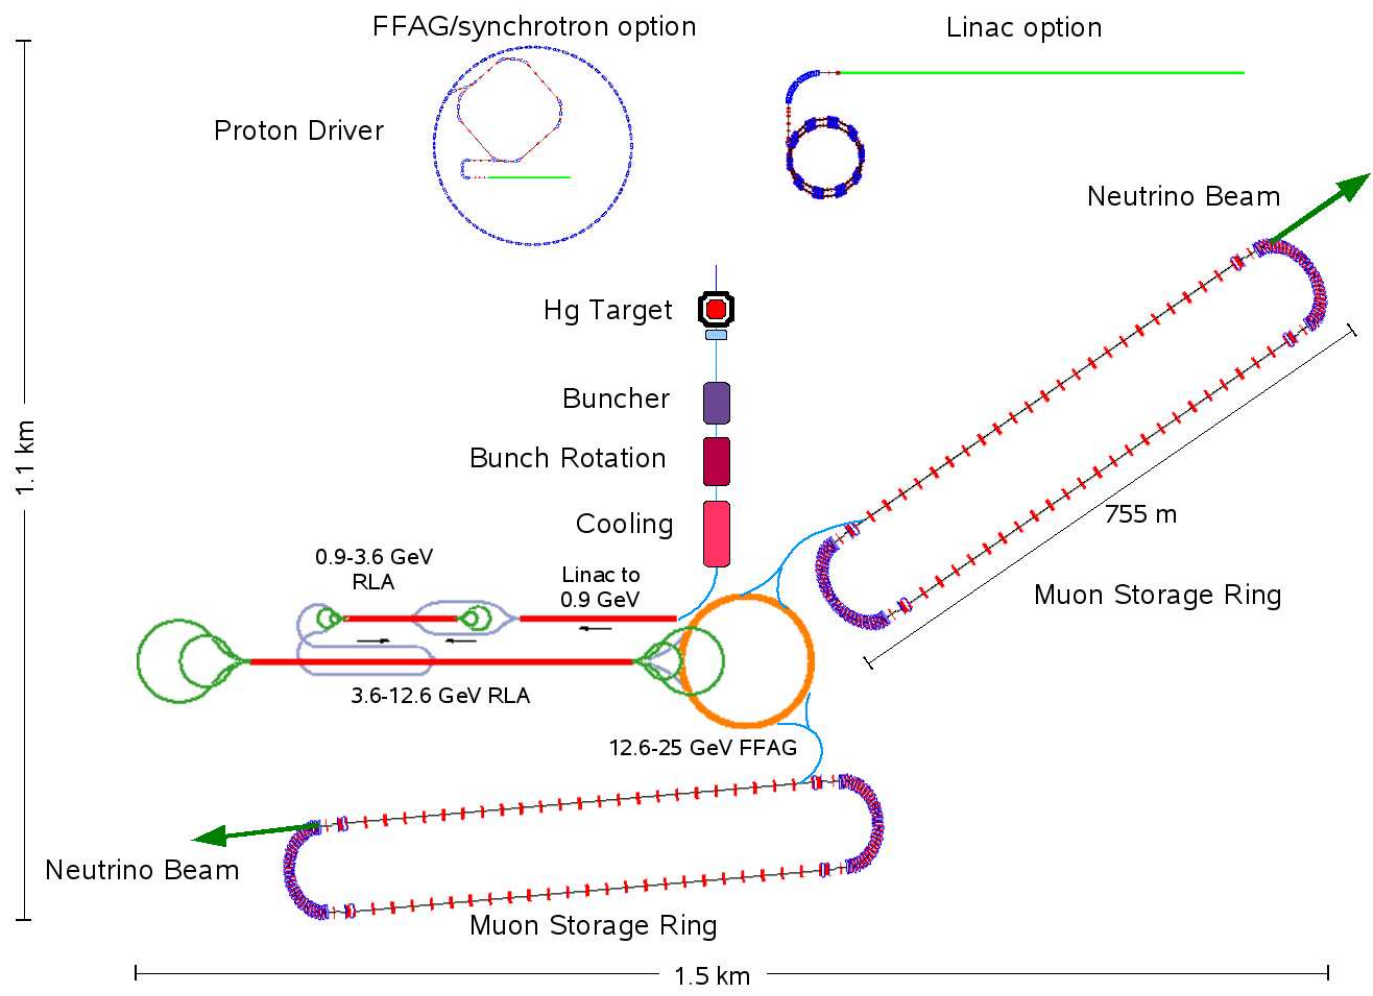 FFAG/synchrotron option
Linac option
Proton Driver
Neutrino Beam
Hg Target
Buncher
Bunch Rotation
Cooling
1.1 km
755 m
0.9-3.6 GeV
RLA
Linac to
0.9 GeV
Muon Storage Ring
3.6-12.6 GeV RLA
12.6-25 GeV FFAG
Neutrino Beam
Muon Storage Ring
1.5 km